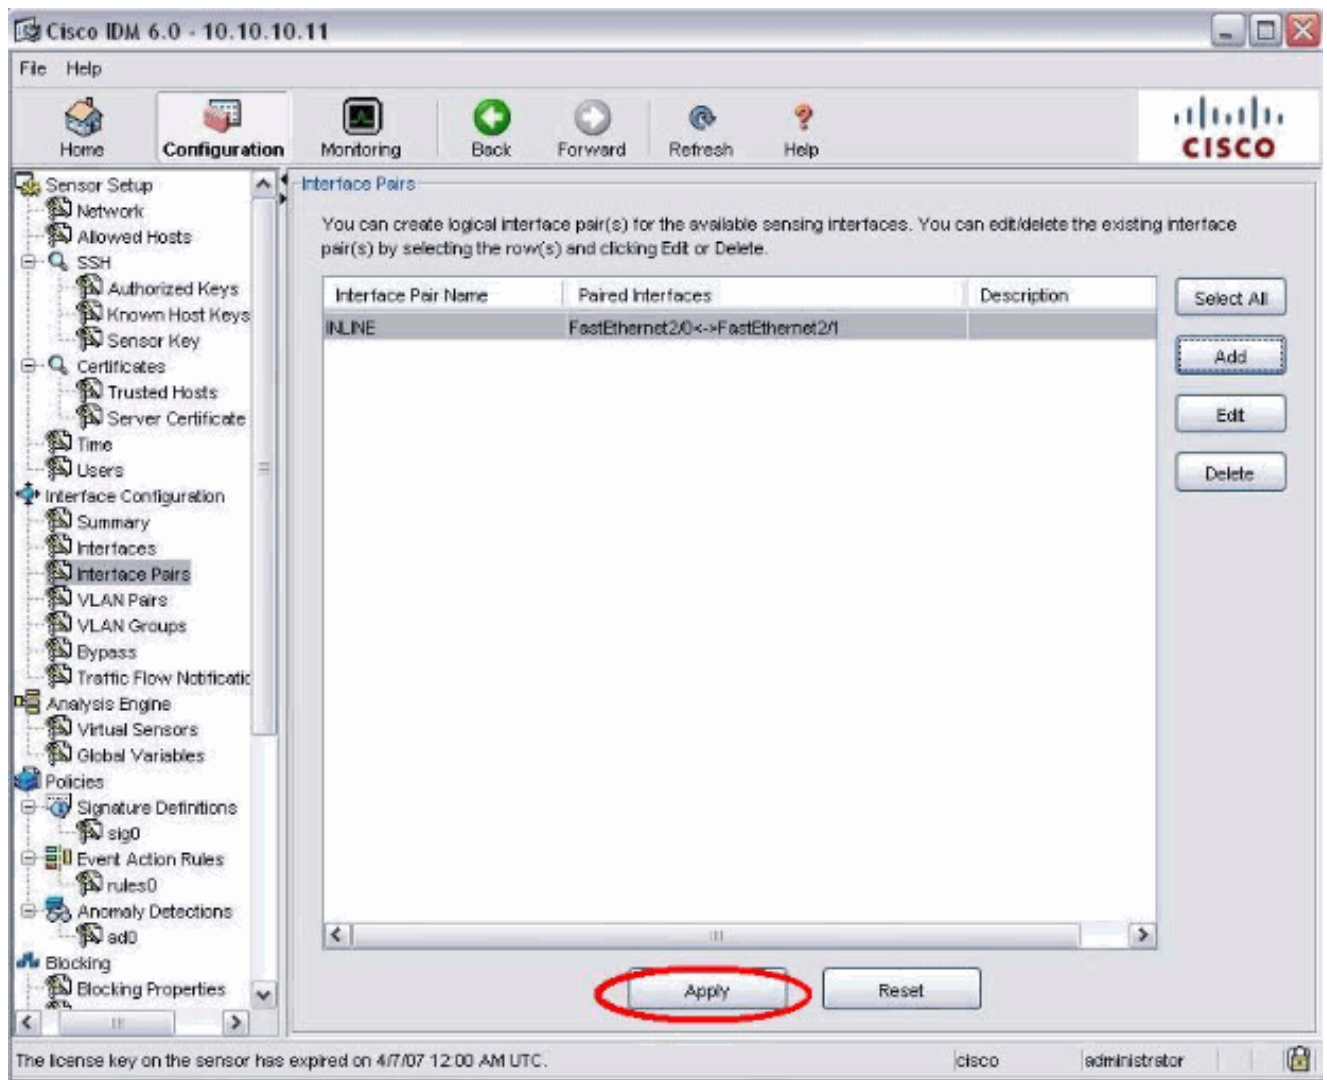 Cisco IDM 6.0 - 10.10.10.11
File Help
Home Configuration Monitoring Back Forward Refresh Help
CISCO
Sensor Setup
Network
Allowed Hosts
SSH
Authorized Keys
Known Host Keys
Sensor Key
Certificates
Trusted Hosts
Server Certificate
Time
Users
Interface Configuration
Summary
Interfaces
Interface Pairs
VLAN Pairs
VLAN Groups
Bypass
Traffic Flow Notificatic
Analysis Engine
Virtual Sensors
Global Variables
Policies
Signature Definitions
sig0
Event Action Rules
rules0
Anomaly Detections
ad0
Blocking
Blocking Properties
Interface Pairs
You can create logical interface pair(s) for the available sensing interfaces. You can edit/delete the existing interface
pair(s) by selecting the row(s) and clicking Edit or Delete.
Interface Pair Name Paired Interfaces Description
INLINE FastEthernet2/0<->FastEthernet2/1
Select All
Add
Edit
Delete
Apply Reset
The license key on the sensor has expired on 4/7/07 12:00 AM UTC. cisco administrator